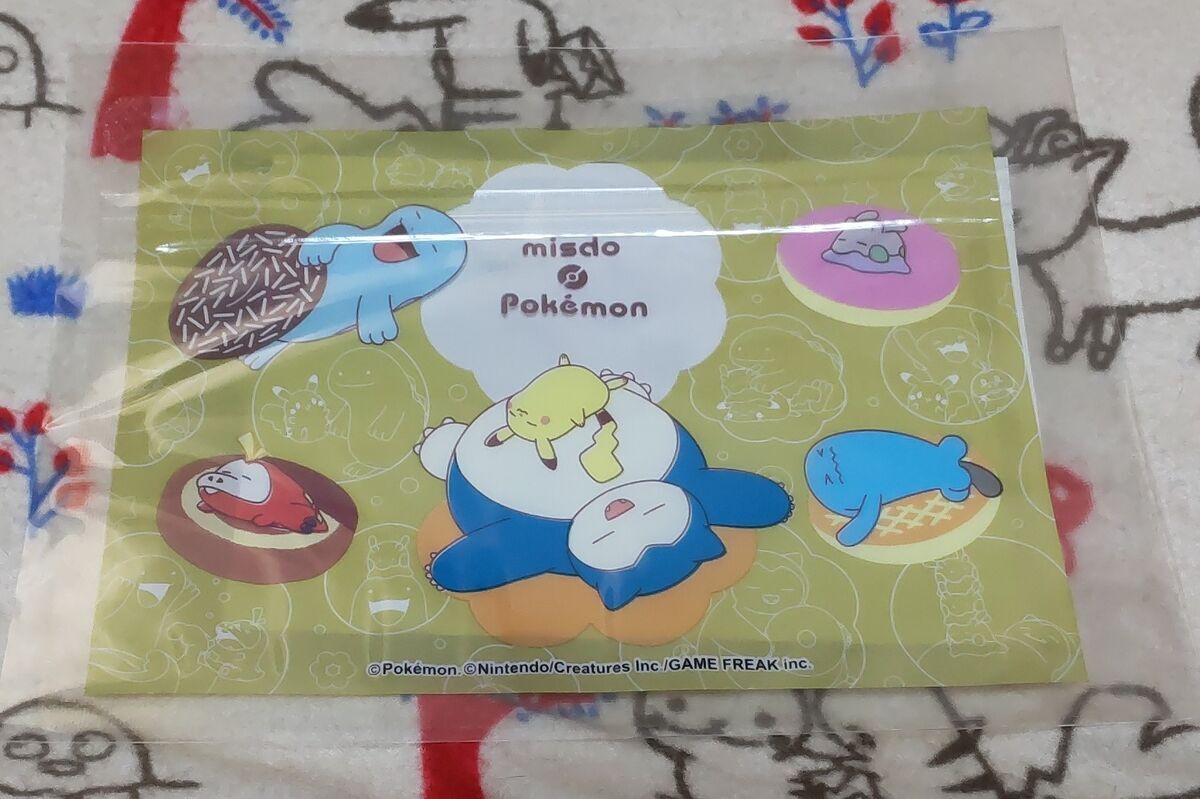 misdo
Pokémon
©Pokémon. ©Nintendo/Creatures Inc./GAME FREAK inc.